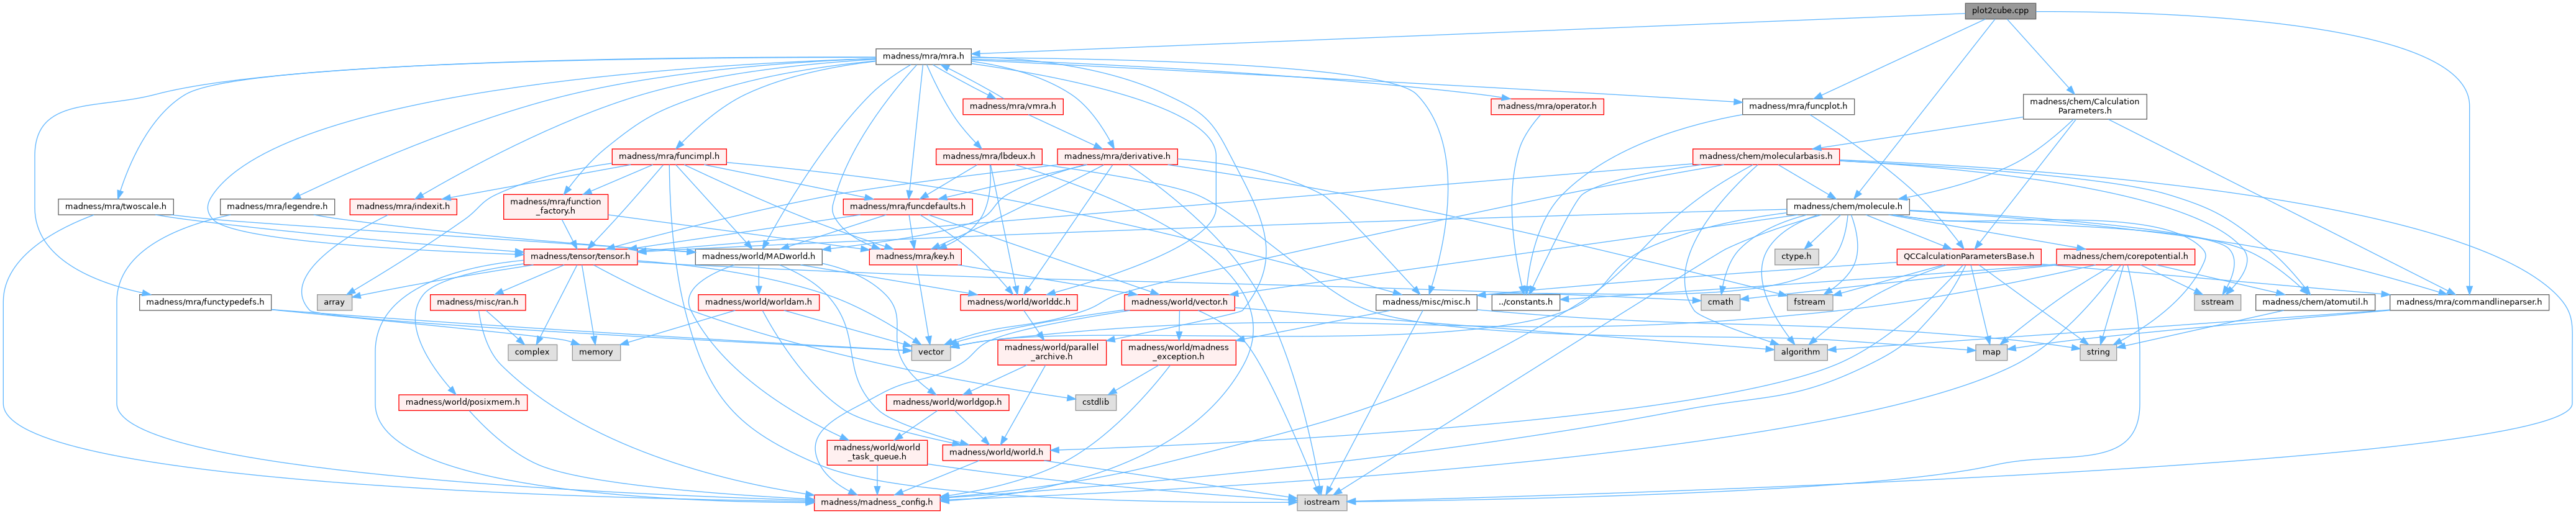 plot2cube.cpp
madness/mra/mra.h
madness/mra/vmra.h
madness/mra/operator.h
madness/mra/funcplot.h
madness/chem/Calculation
Parameters.h
madness/mra/funcimpl.h
madness/mra/lbdeux.h
madness/mra/derivative.h
madness/chem/molecularbasis.h
madness/mra/twoscale.h
madness/mra/legendre.h
madness/mra/indexit.h
madness/mra/function
_factory.h
madness/mra/funcdefaults.h
madness/chem/molecule.h
madness/tensor/tensor.h
madness/world/MADworld.h
madness/mra/key.h
ctype.h
QCCalculationParametersBase.h
madness/chem/corepotential.h
madness/mra/functypedefs.h
array
madness/misc/ran.h
madness/world/worldam.h
madness/world/worlddc.h
madness/world/vector.h
madness/misc/misc.h
../constants.h
cmath
fstream
sstream
madness/chem/atomutil.h
madness/mra/commandlineparser.h
complex
memory
vector
madness/world/parallel
_archive.h
madness/world/madness
_exception.h
algorithm
map
string
madness/world/posixmem.h
madness/world/worldgop.h
cstdlib
madness/world/world
_task_queue.h
madness/world/world.h
madness/madness_config.h
iostream